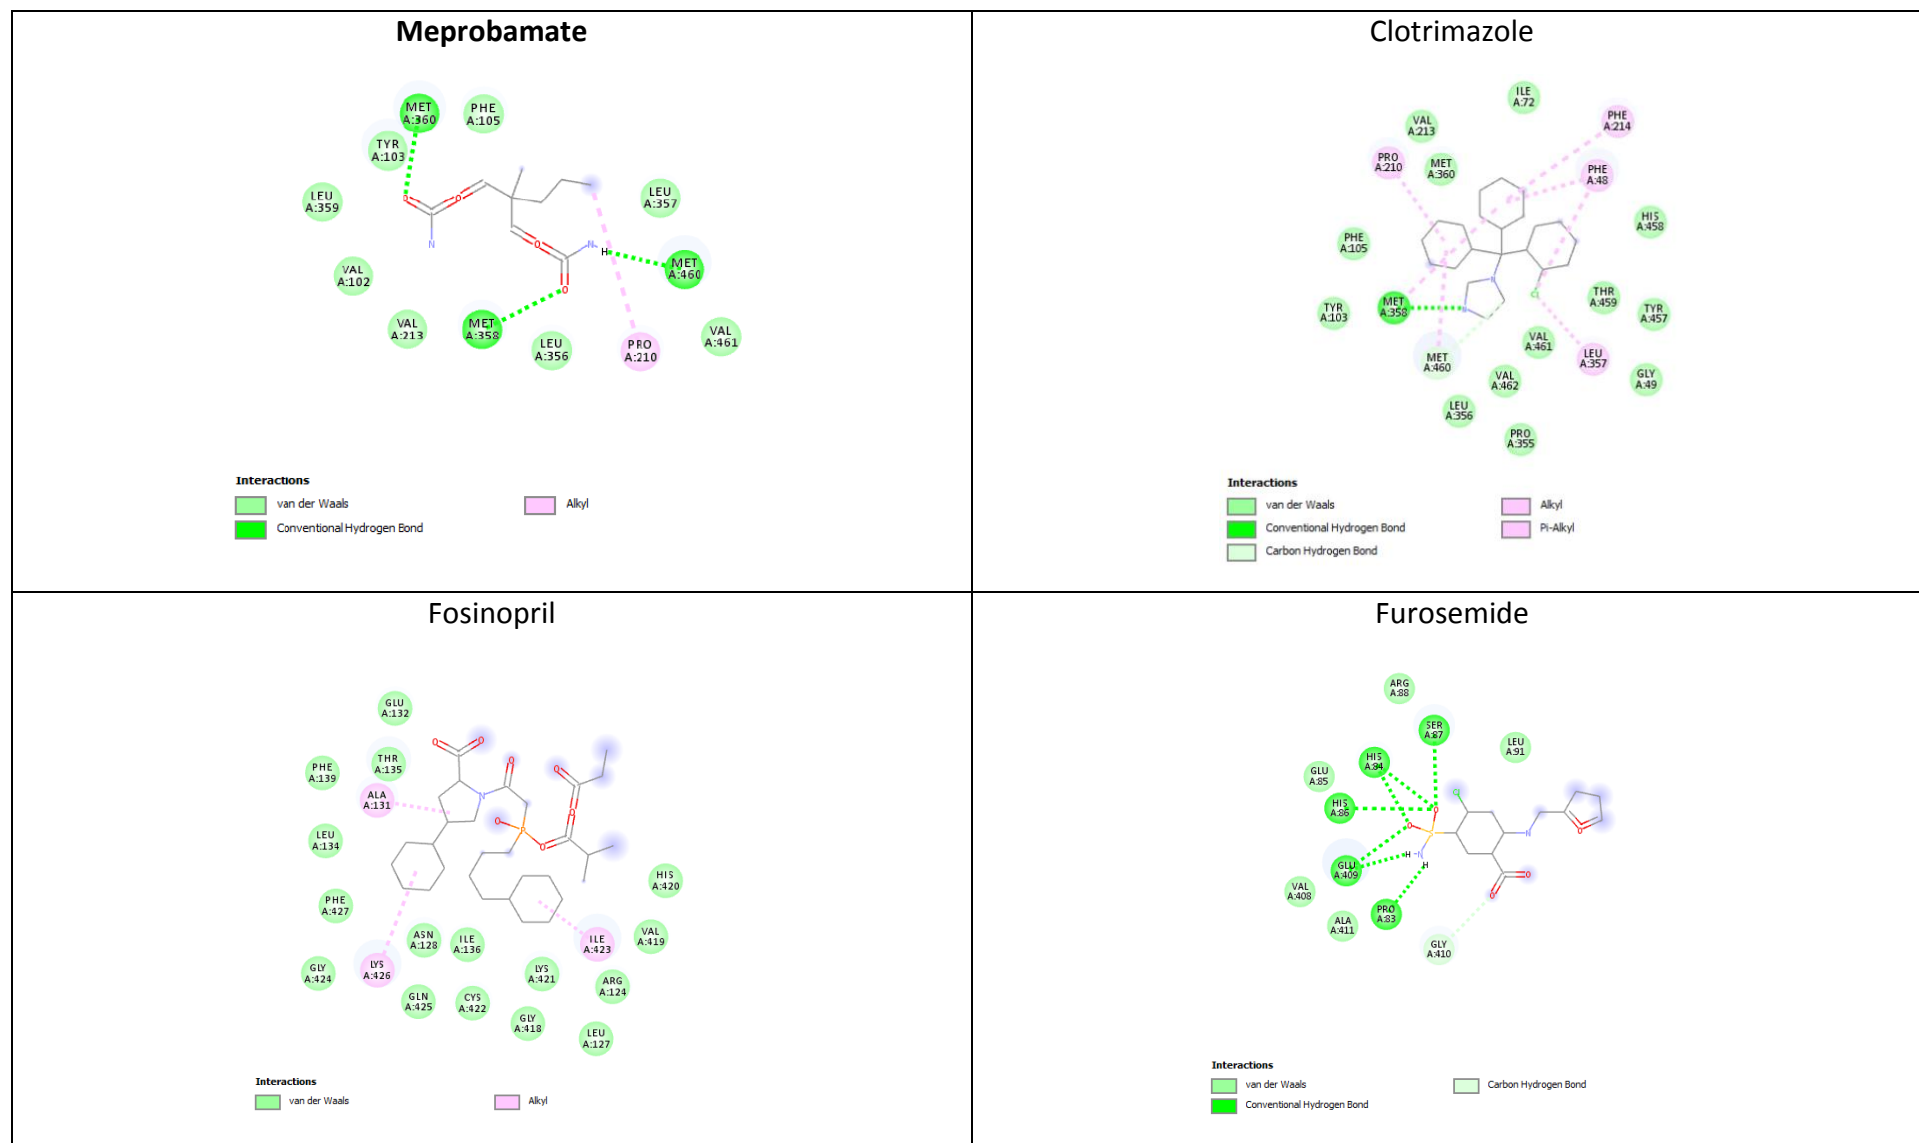 Meprobamate
MET
A:360
PHE
A:105
TYR
A:103
LEU
A:359
LEU
A:357
O
O
N
O
N
H
O
VAL
A:102
MET
A:460
VAL
A:213
MET
A:358
LEU
A:356
PRO
A:210
VAL
A:461
Interactions
van der Waals
Conventional Hydrogen Bond
Alkyl
Clotrimazole
ILE
A:72
VAL
A:213
PHE
A:214
PRO
A:210
MET
A:360
PHE
A:48
HIS
A:458
PHE
A:105
N
N
Cl
TYR
A:103
MET
A:358
THR
A:459
TYR
A:457
VAL
A:461
MET
A:460
LEU
A:357
VAL
A:462
GLY
A:49
LEU
A:356
PRO
A:355
Interactions
van der Waals
Conventional Hydrogen Bond
Carbon Hydrogen Bond
Alkyl
Pi-Alkyl
Fosinopril
GLU
A:132
PHE
A:139
THR
A:135
ALA
A:131
LEU
A:134
O
O
O
N
O
P
O
O
O
PHE
A:427
HIS
A:420
ASN
A:128
ILE
A:136
ILE
A:423
VAL
A:419
GLY
A:424
LYS
A:426
LYS
A:421
ARG
A:124
GLN
A:425
CYS
A:422
GLY
A:418
LEU
A:127
Interactions
van der Waals
Alkyl
Furosemide
ARG
A:88
SER
A:87
LEU
A:91
HIS
A:84
GLU
A:85
HIS
A:86
Cl
O
O
S
H-N
H
N
O
O
O
GLU
A:409
VAL
A:408
PRO
A:83
ALA
A:411
GLY
A:410
Interactions
van der Waals
Conventional Hydrogen Bond
Carbon Hydrogen Bond